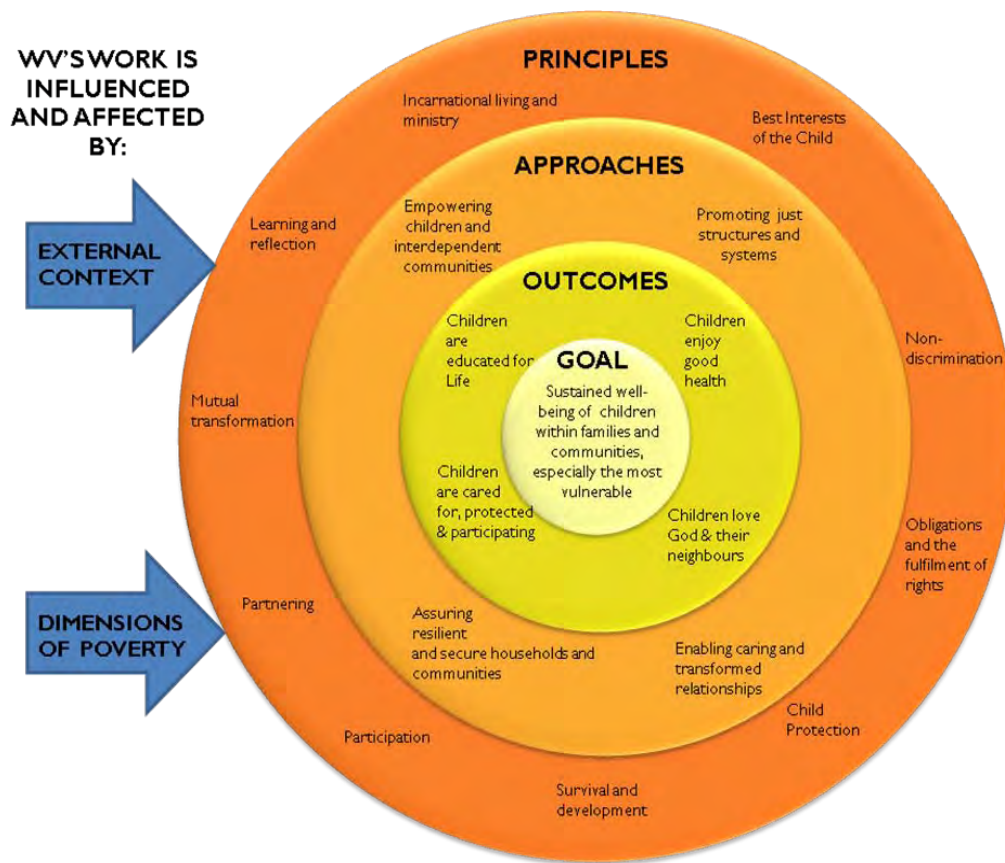 WV'S WORK IS
INFLUENCED
AND AFFECTED
BY:
EXTERNAL
CONTEXT
DIMENSIONS
OF POVERTY
PRINCIPLES
Incarnational living and
ministry
Best Interests
of the Child
Learning and
reflection
Non-
discrimination
Mutual
transformation
Obligations
and the
fulfilment of
rights
Partnering
Child
Protection
Participation
Survival and
development
APPROACHES
Empowering
children and
interdependent
communities
Promoting just
structures and
systems
Assuring
resilient
and secure households and
communities
Enabling caring and
transformed
relationships
OUTCOMES
Children
are
educated for
Life
Children
enjoy
good
health
Children
are cared
for, protected
& participating
Children love
God & their
neighbours
GOAL
Sustained well-
being of children
within families and
communities,
especially the most
vulnerable